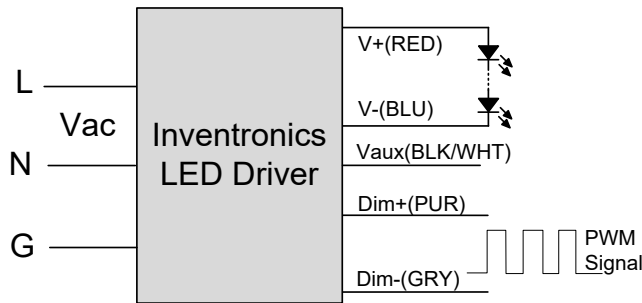 L
Vac
N
G
Inventronics
LED Driver
V+(RED)
V-(BLU)
Vaux(BLK/WHT)
Dim+(PUR)
Dim-(GRY)
PWM
Signal